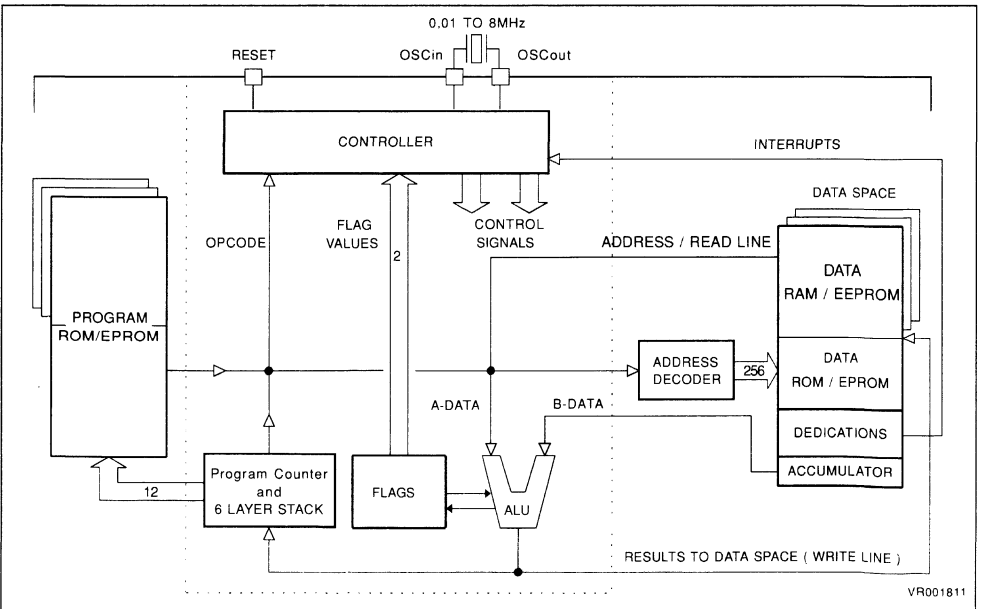 0,01 TO 8MHz
RESET
OSCin
OSCout
CONTROLLER
INTERRUPTS
OPCODE
FLAG
VALUES
2
CONTROL
SIGNALS
DATA SPACE
ADDRESS / READ LINE
PROGRAM
ROM/EPROM
DATA
RAM / EEPROM
ADDRESS
DECODER
256
DATA
ROM / EPROM
A-DATA
B-DATA
DEDICATIONS
ACCUMULATOR
12
Program Counter
and
6 LAYER STACK
FLAGS
ALU
RESULTS TO DATA SPACE ( WRITE LINE )
VR001811